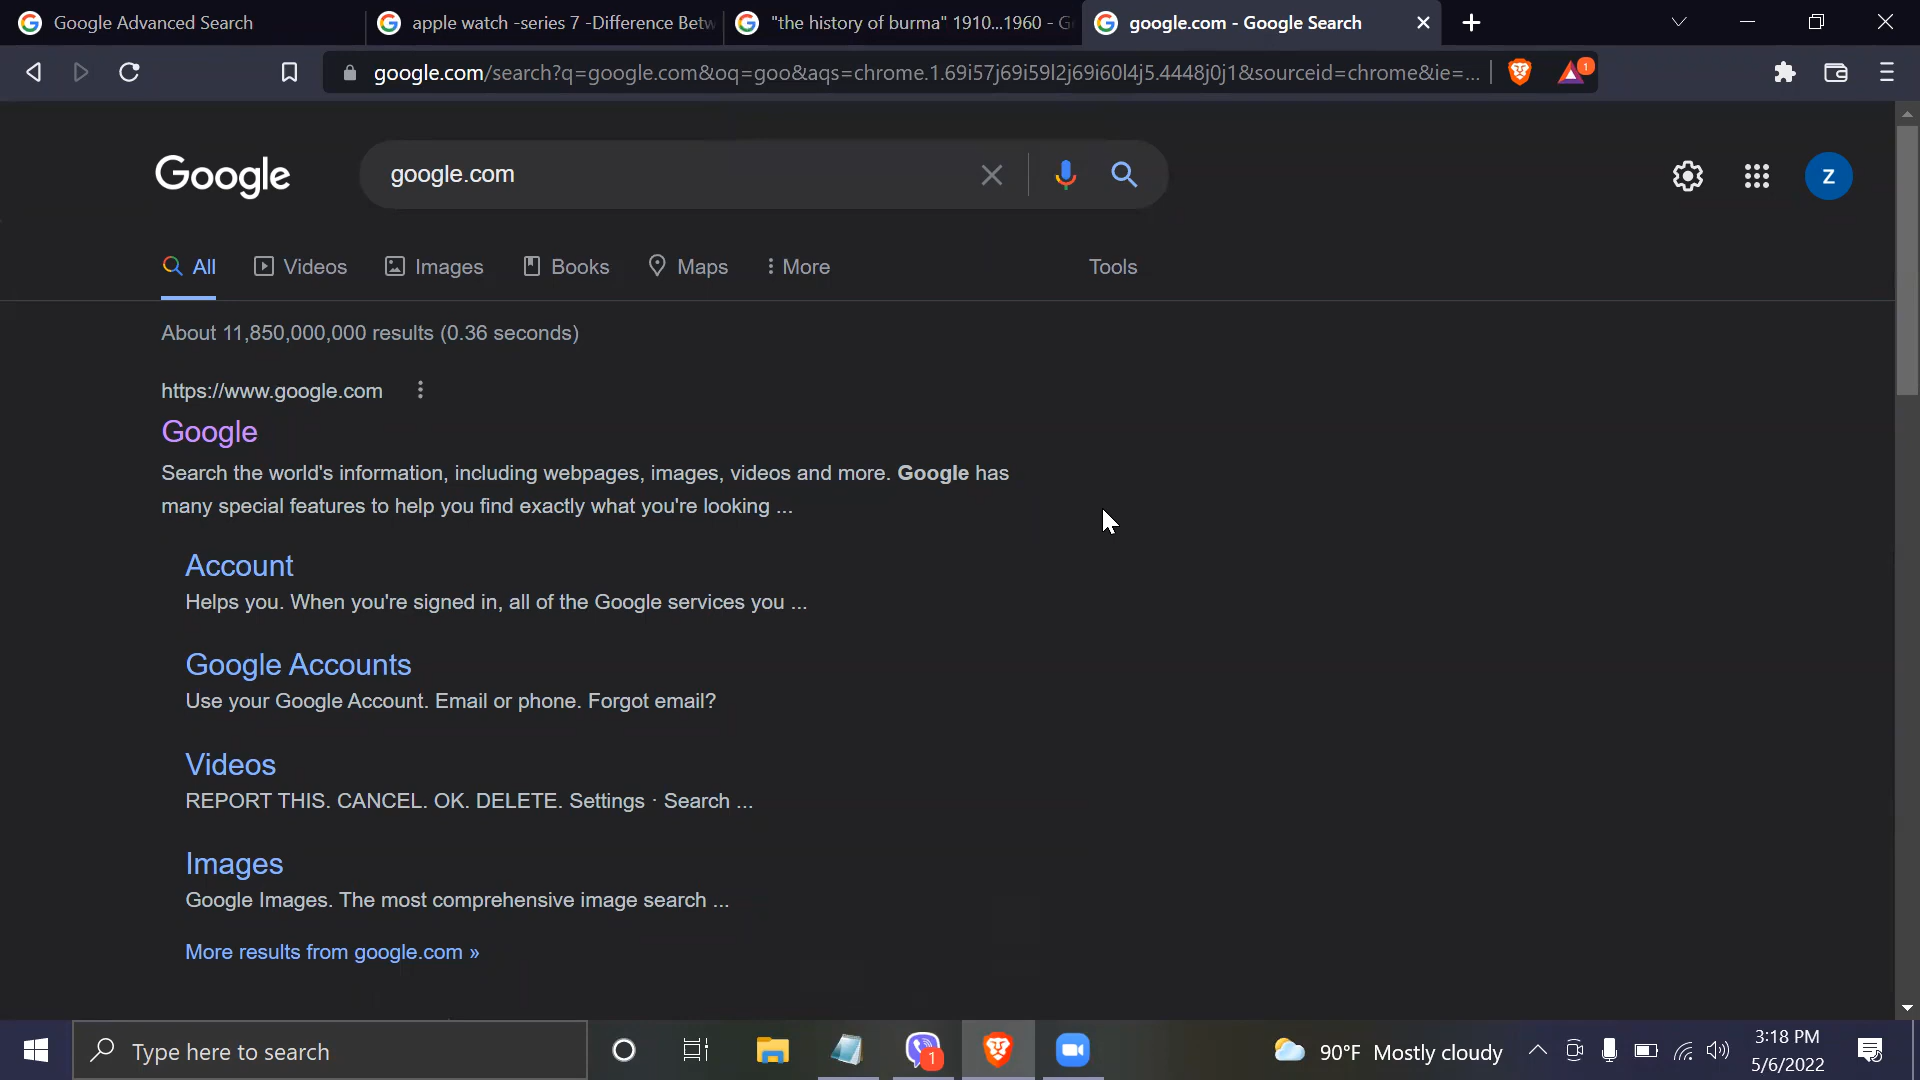 Google Advanced Search
apple watch -series 7 -Difference Betw
"the history of burma" 1910...1960 - G
google.com - Google Search
google.com/search?q=google.com&oq=goo&aqs=chrome.1.69i57j69i59l2j69i60l4j5.4448j0j1&sourceid=chrome&ie=...
1
Google
google.com
Z
All
Videos
Images
Books
Maps
More
Tools
About 11,850,000,000 results (0.36 seconds)
https://www.google.com
Google
Search the world's information, including webpages, images, videos and more. Google has
many special features to help you find exactly what you're looking ...
Account
Helps you. When you're signed in, all of the Google services you ...
Google Accounts
Use your Google Account. Email or phone. Forgot email?
Videos
REPORT THIS. CANCEL. OK. DELETE. Settings · Search ...
Images
Google Images. The most comprehensive image search ...
More results from google.com »
Type here to search
1
90°F Mostly cloudy
3:18 PM
5/6/2022